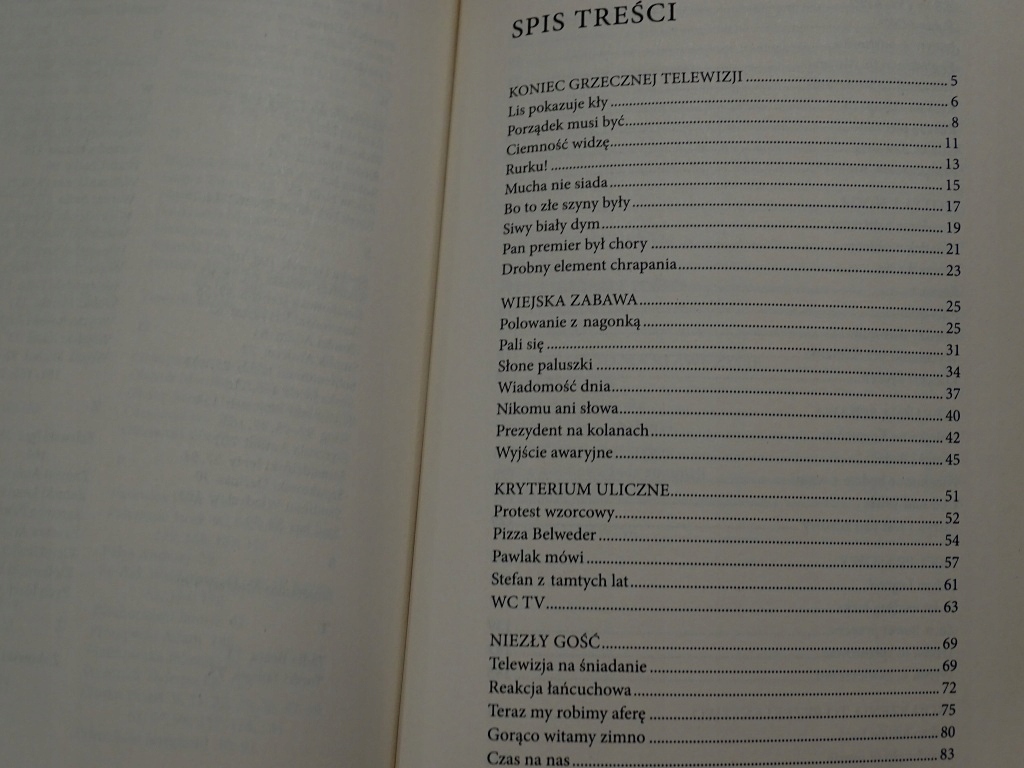 SPIS TREŚCI
KONIEC GRZECZNEJ TELEWIZJI 5
Lis pokazuje kły 6
Porządek musi być 8
Ciemność widzę 11
Rurku! 13
Mucha nie siada 15
Bo to złe szyny były 17
Siwy biały dym 19
Pan premier był chory 21
Drobny element chrapania 23
WIEJSKA ZABAWA 25
Polowanie z nagonką 25
Pali się 31
Słone paluszki 34
Wiadomość dnia 37
Nikomu ani słowa 40
Prezydent na kolanach 42
Wyjście awaryjne 45
KRYTERIUM ULICZNE 51
Protest wzorcowy 52
Pizza Belweder 54
Pawlak mówi 57
Stefan z tamtych lat 61
WC TV 63
NIEZŁY GOŚĆ 69
Telewizja na śniadanie 69
Reakcja łańcuchowa 72
Teraz my robimy aferę 75
Gorąco witamy zimno 80
Czas na nas 83